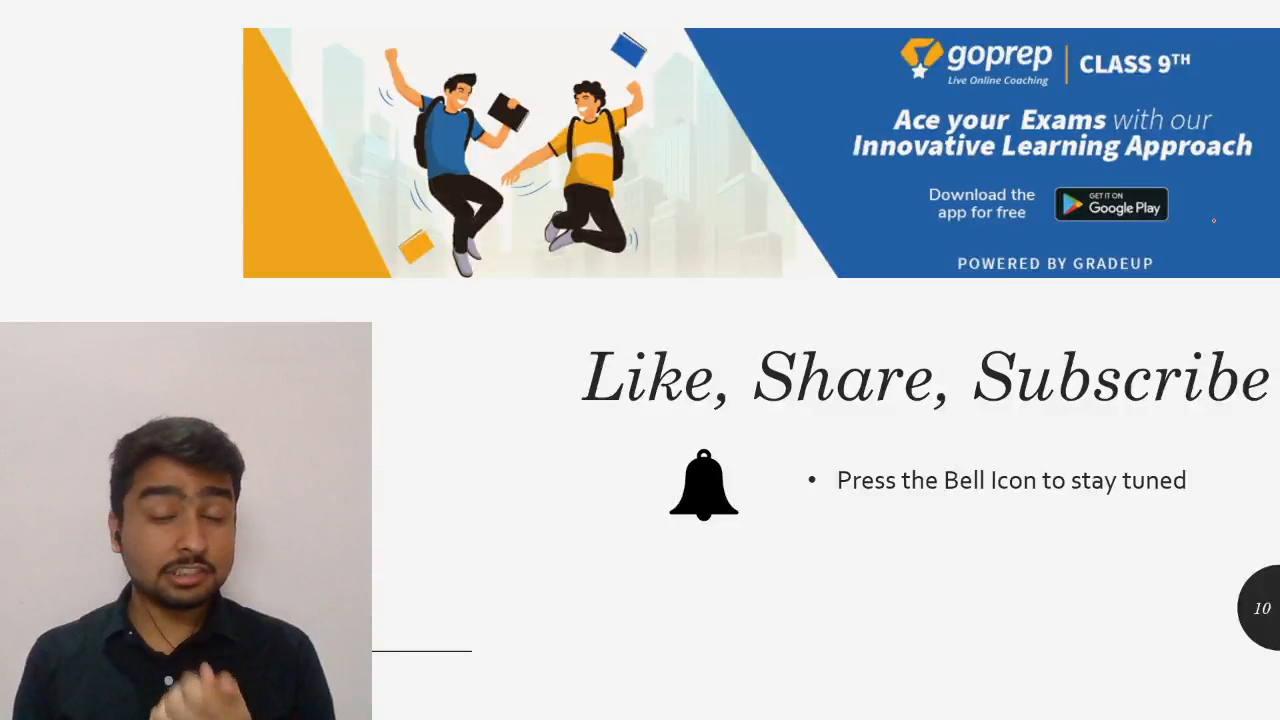 goprep
Live Online Coaching
CLASS 9TH
Ace your Exams with our
Innovative Learning Approach
Download the
app for free
GET IT ON
Google Play
POWERED BY GRADEUP
Like, Share, Subscribe
• Press the Bell Icon to stay tuned
10